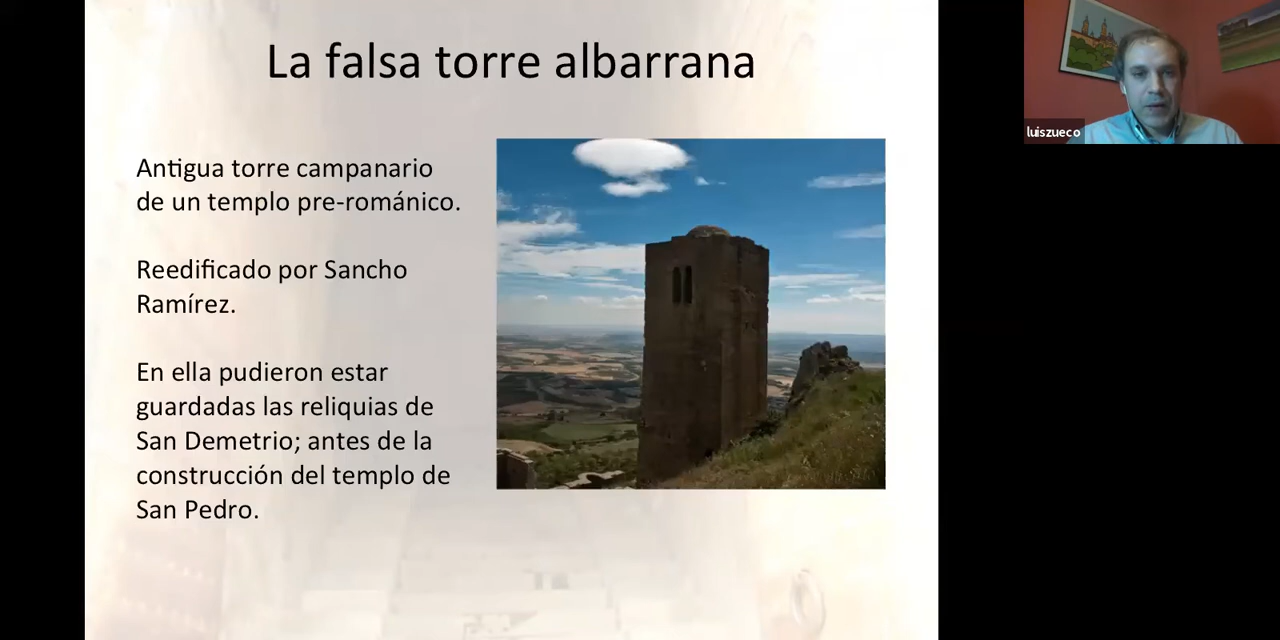 La falsa torre albarrana
Antigua torre campanario
de un templo pre-románico.
Reedificado por Sancho
Ramírez.
En ella pudieron estar
guardadas las reliquias de
San Demetrio; antes de la
construcción del templo de
San Pedro.
luiszueco